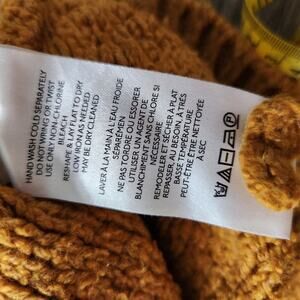 HAND WASH COLD SEPARATELY
DO NOT WRING OR TWIST
USE ONLY NON-CHLORINE
BLEACH
RESHAPE & LAY FLAT TO DRY
LOW IRON AS NEEDED
MAY BE DRY CLEANED
LAVER À LA MAIN À L'EAU FROIDE
SÉPARÉMEN
NE PAS TORDRE OU ESSORER
UTILISER UN AGENT DE
BLANCHIMENT SANS CHLORE SI
NÉCESSAIRE
REMODELER ET SÉCHER À PLAT
REPASSER, AU BESOIN, À TRÈS
BASSE TEMPÉRATURE
PEUT-ÊTRE ÊTRE NETTOYÉE
À SEC